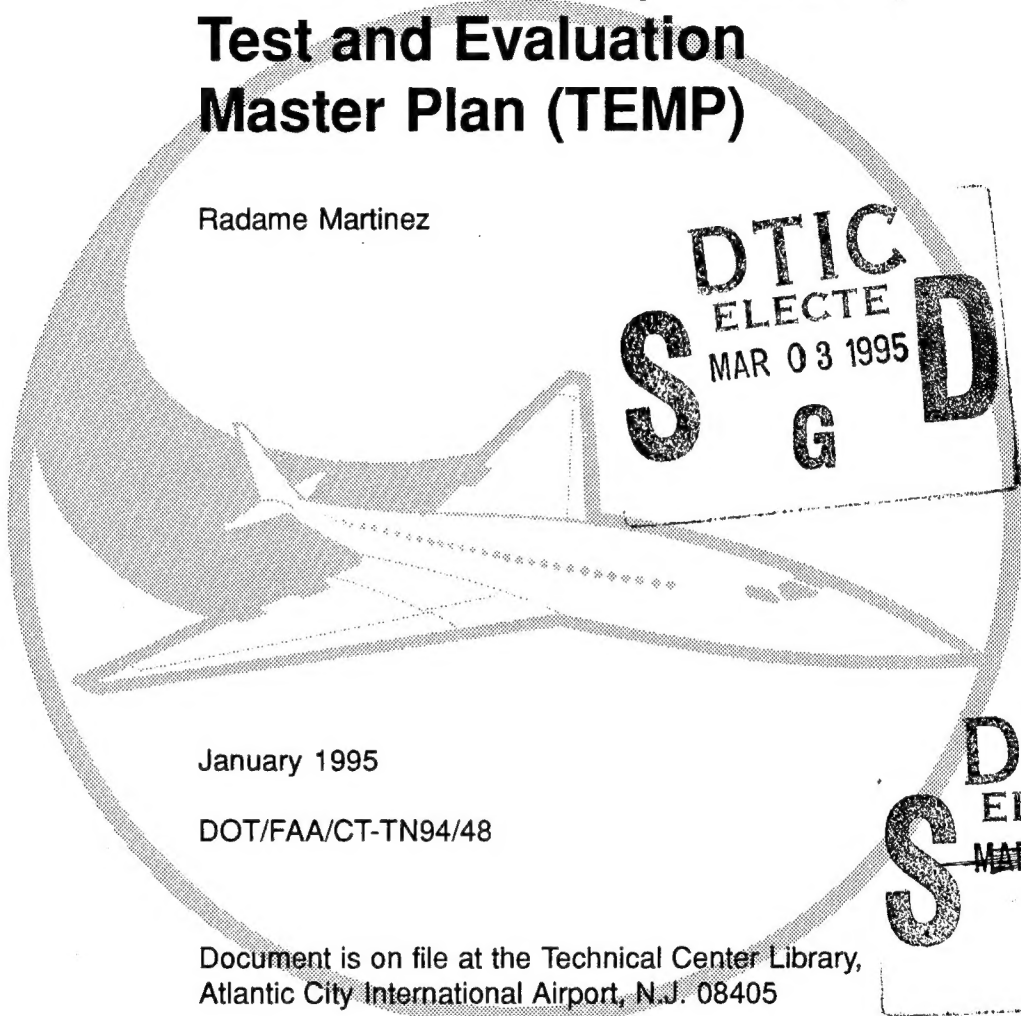 Test and Evaluation
Master Plan (TEMP)
Radame Martinez
DTIC
ELECTE
MAR 03 1995
S D
G
January 1995
DOT/FAA/CT-TN94/48
D
EL
S
MAR
Document is on file at the Technical Center Library,
Atlantic City International Airport, N.J. 08405